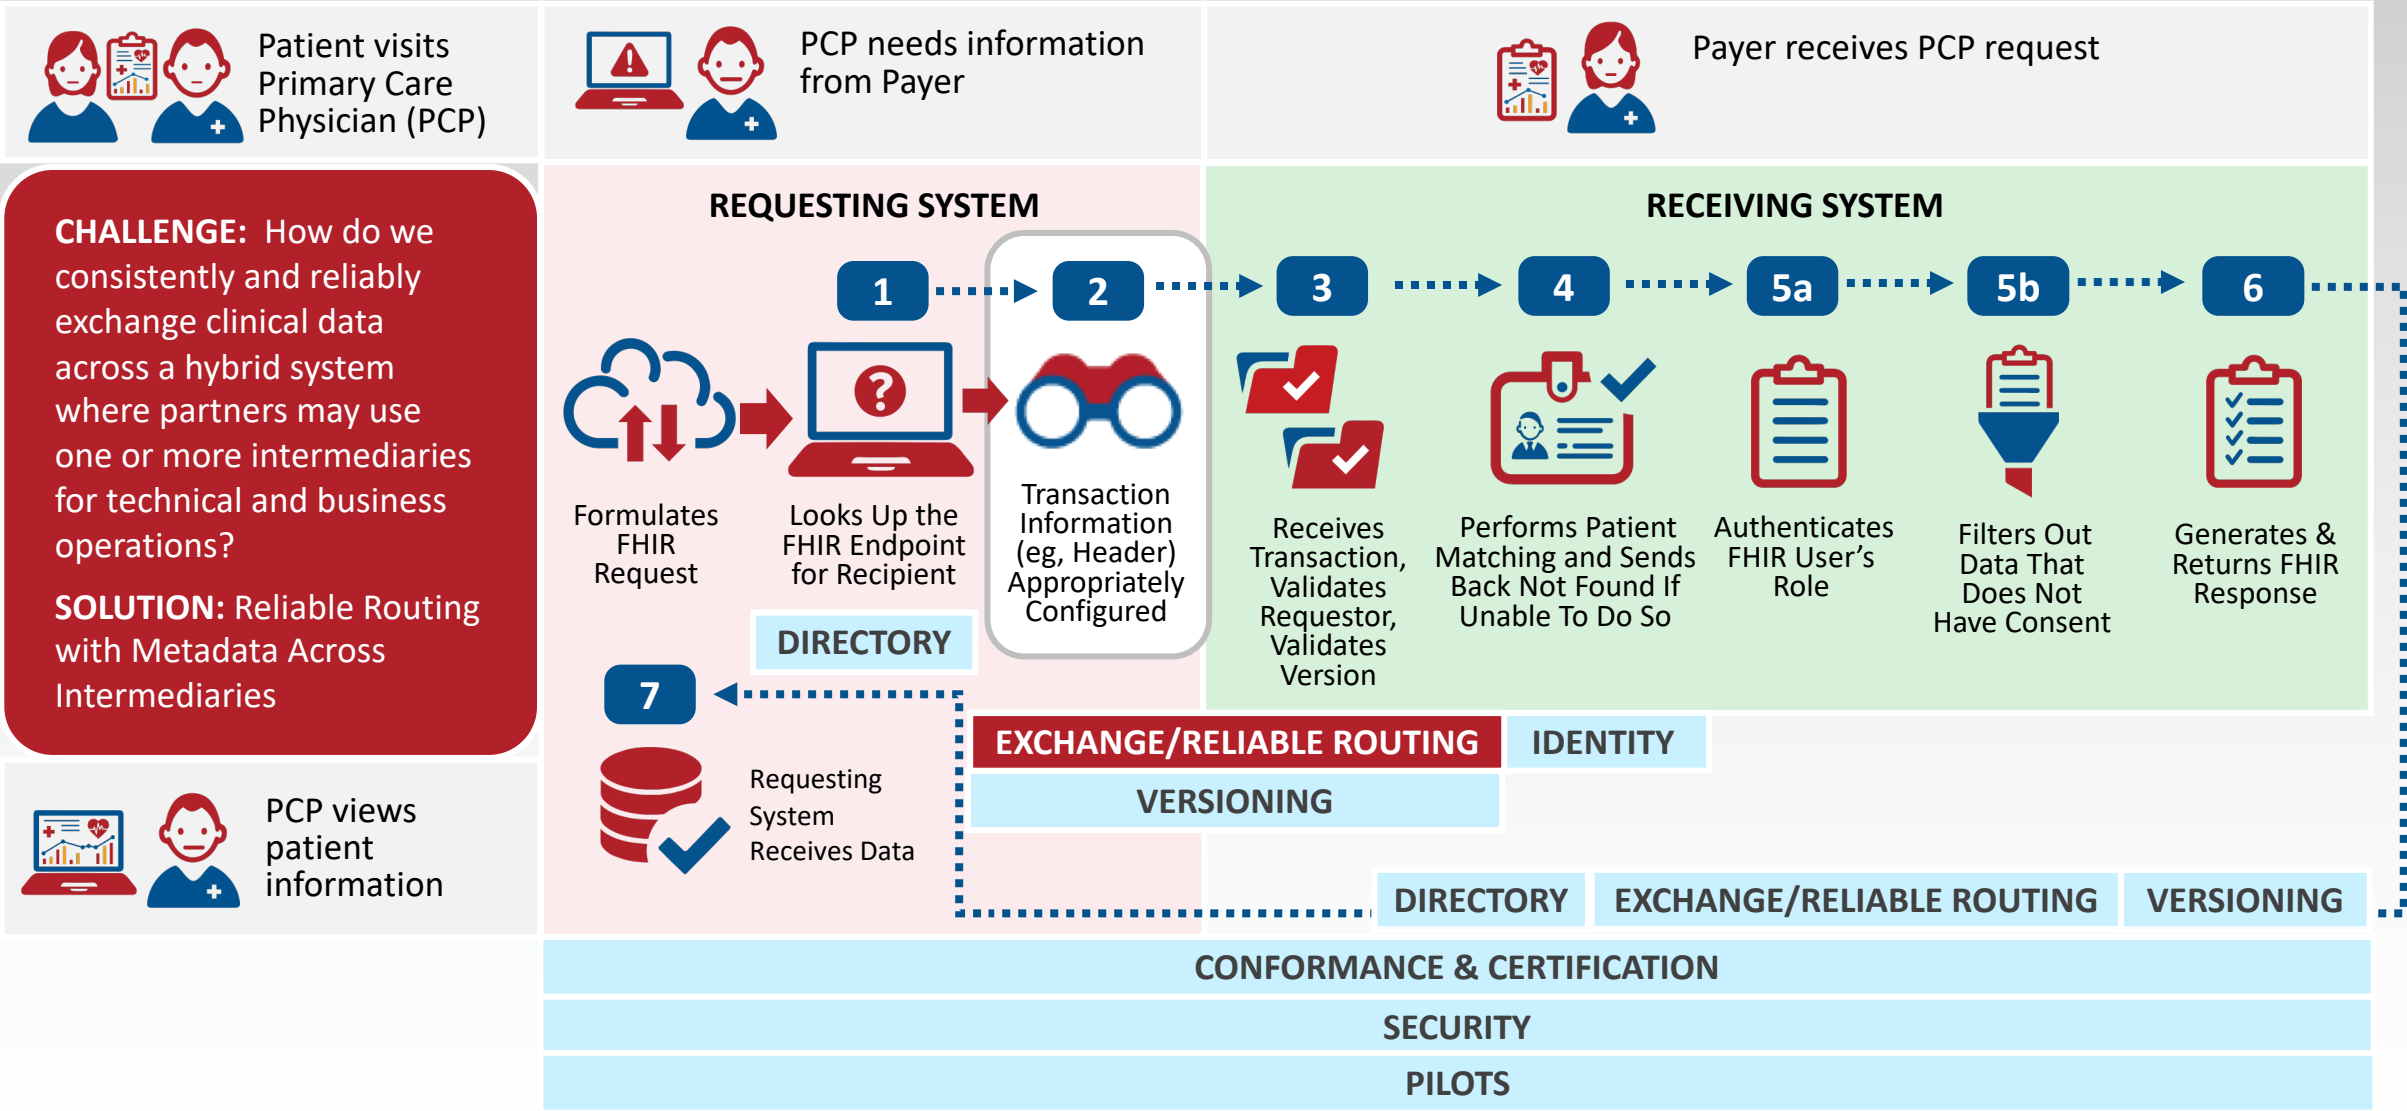 Patient visits
Primary Care
Physician (PCP)
PCP needs information
from Payer
Payer receives PCP request
CHALLENGE: How do we
consistently and reliably
exchange clinical data
across a hybrid system
where partners may use
one or more intermediaries
for technical and business
operations?
SOLUTION: Reliable Routing
with Metadata Across
Intermediaries
REQUESTING SYSTEM
RECEIVING SYSTEM
1
2
3
4
5a
5b
6
Formulates
FHIR
Request
Looks Up the
FHIR Endpoint
for Recipient
DIRECTORY
Transaction
Information
(eg, Header)
Appropriately
Configured
Receives
Transaction,
Validates
Requestor,
Validates
Version
Performs Patient
Matching and Sends
Back Not Found If
Unable To Do So
Authenticates
FHIR User's
Role
Filters Out
Data That
Does Not
Have Consent
Generates &
Returns FHIR
Response
7
Requesting
System
Receives Data
EXCHANGE/RELIABLE ROUTING
IDENTITY
VERSIONING
PCP views
patient
information
DIRECTORY
EXCHANGE/RELIABLE ROUTING
VERSIONING
CONFORMANCE & CERTIFICATION
SECURITY
PILOTS